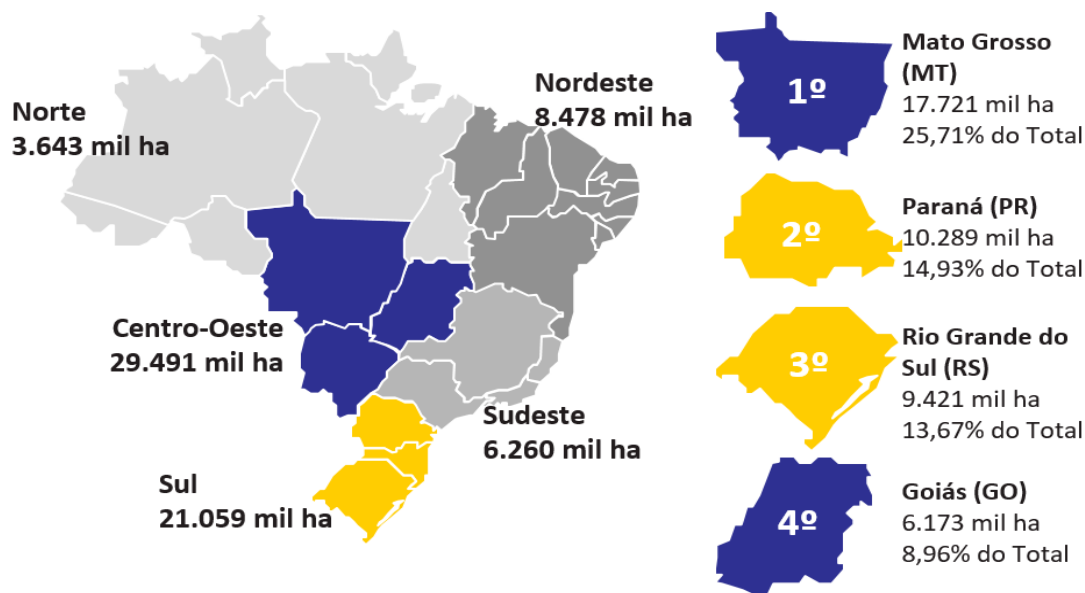 Norte
3.643 mil ha
Nordeste
8.478 mil ha
Centro-Oeste
29.491 mil ha
Sudeste
6.260 mil ha
Sul
21.059 mil ha
1º
Mato Grosso
(MT)
17.721 mil ha
25,71% do Total
2º
Paraná (PR)
10.289 mil ha
14,93% do Total
3º
Rio Grande do
Sul (RS)
9.421 mil ha
13,67% do Total
4º
Goiás (GO)
6.173 mil ha
8,96% do Total